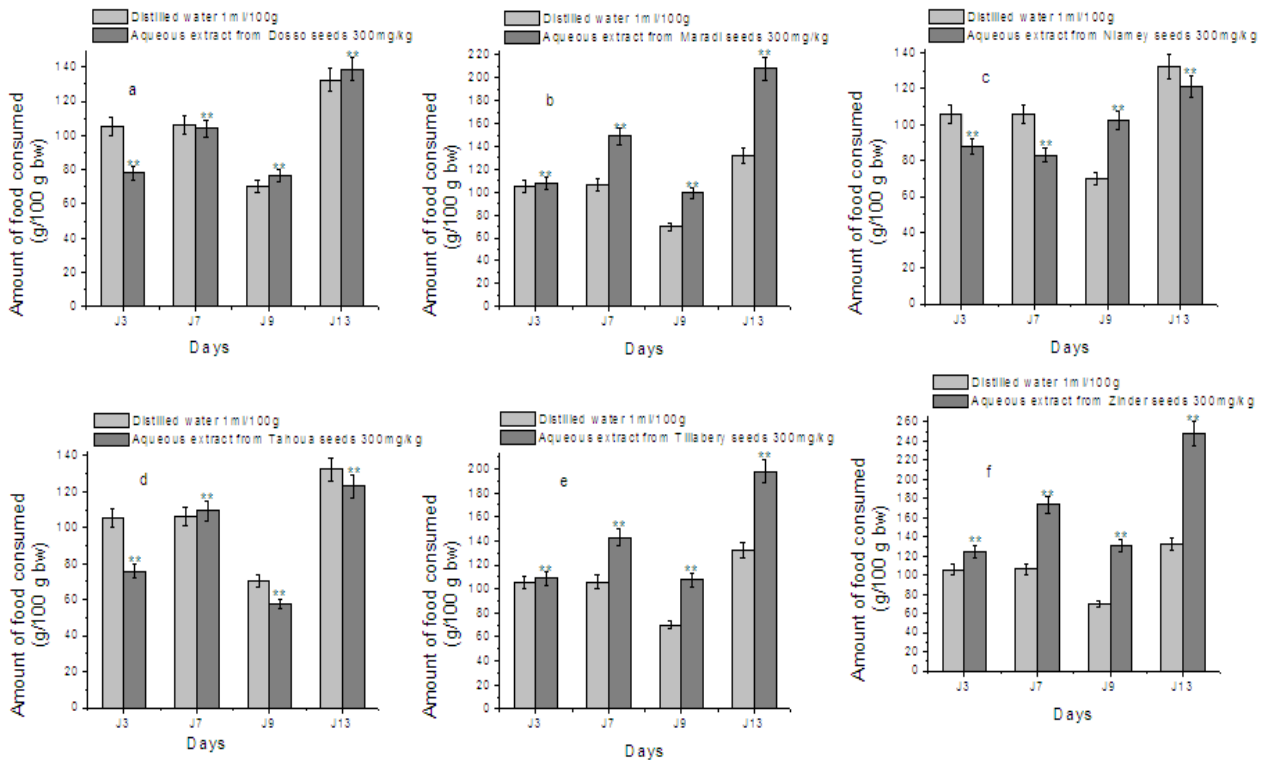 Distilled water 1ml/100g
Aqueous extract from Dosso seeds 300mg/kg
a
140
120
100
80
60
40
20
0
**
**
**
**
J3 J7 J9 J13
Days
Amount of food consumed
(g/100 g bw)
Distilled water 1ml/100g
Aqueous extract from Maradi seeds 300mg/kg
b
220
200
180
160
140
120
100
80
60
40
20
0
**
**
**
**
J3 J7 J9 J13
Days
Amount of food consumed
(g/100 g bw)
Distilled water 1ml/100g
Aqueous extract from Niamey seeds 300mg/kg
c
140
120
100
80
60
40
20
0
**
**
**
**
J3 J7 J9 J13
Days
Amount of food consumed
(g/100 g bw)
Distilled water 1ml/100g
Aqueous extract from Tahoua seeds 300mg/kg
d
140
120
100
80
60
40
20
0
**
**
**
**
J3 J7 J9 J13
Days
Amount of food consumed
(g/100 g bw)
Distilled water 1ml/100g
Aqueous extract from Tillabery seeds 300mg/kg
e
200
180
160
140
120
100
80
60
40
20
0
**
**
**
**
J3 J7 J9 J13
Days
Amount of food consumed
(g/100 g bw)
Distilled water 1ml/100g
Aqueous extract from Zinder seeds 300mg/kg
f
260
240
220
200
180
160
140
120
100
80
60
40
20
0
**
**
**
**
J3 J7 J9 J13
Days
Amount of food consumed
(g/100 g bw)